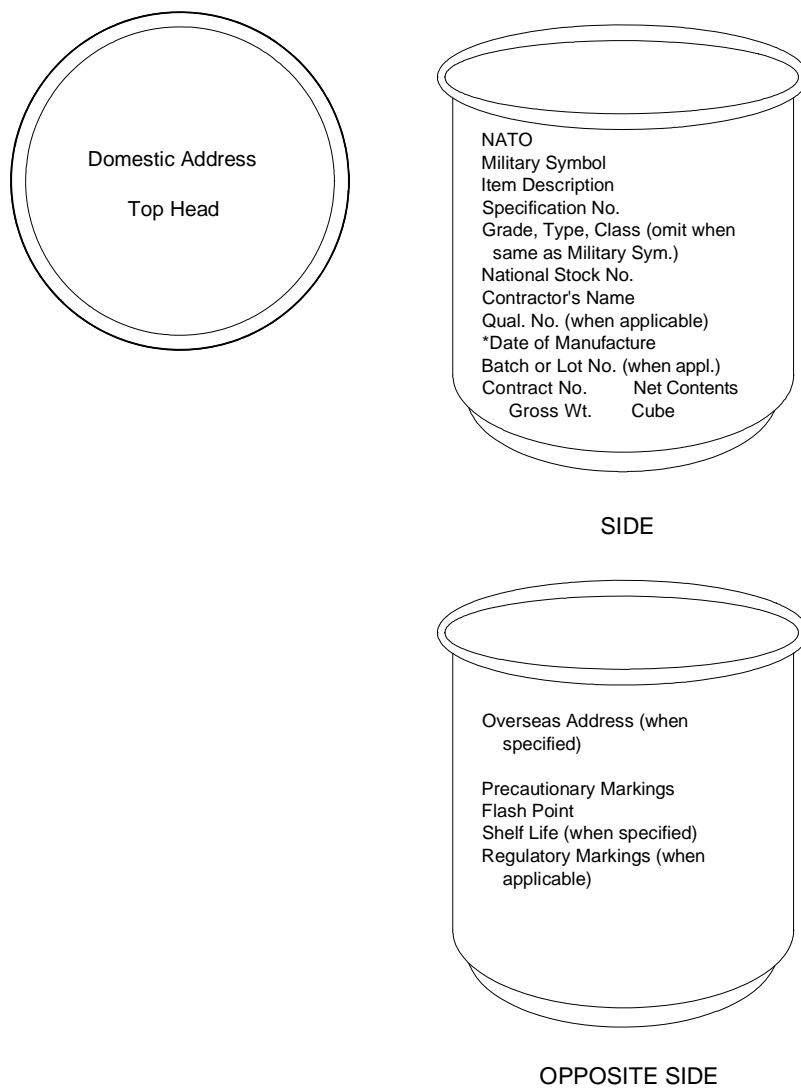 Domestic Address
Top Head
NATO
Military Symbol
Item Description
Specification No.
Grade, Type, Class (omit when
same as Military Sym.)
National Stock No.
Contractor's Name
Qual. No. (when applicable)
*Date of Manufacture
Batch or Lot No. (when appl.)
Contract No. Net Contents
Gross Wt. Cube
SIDE
Overseas Address (when
specified)
Precautionary Markings
Flash Point
Shelf Life (when specified)
Regulatory Markings (when
applicable)
OPPOSITE SIDE